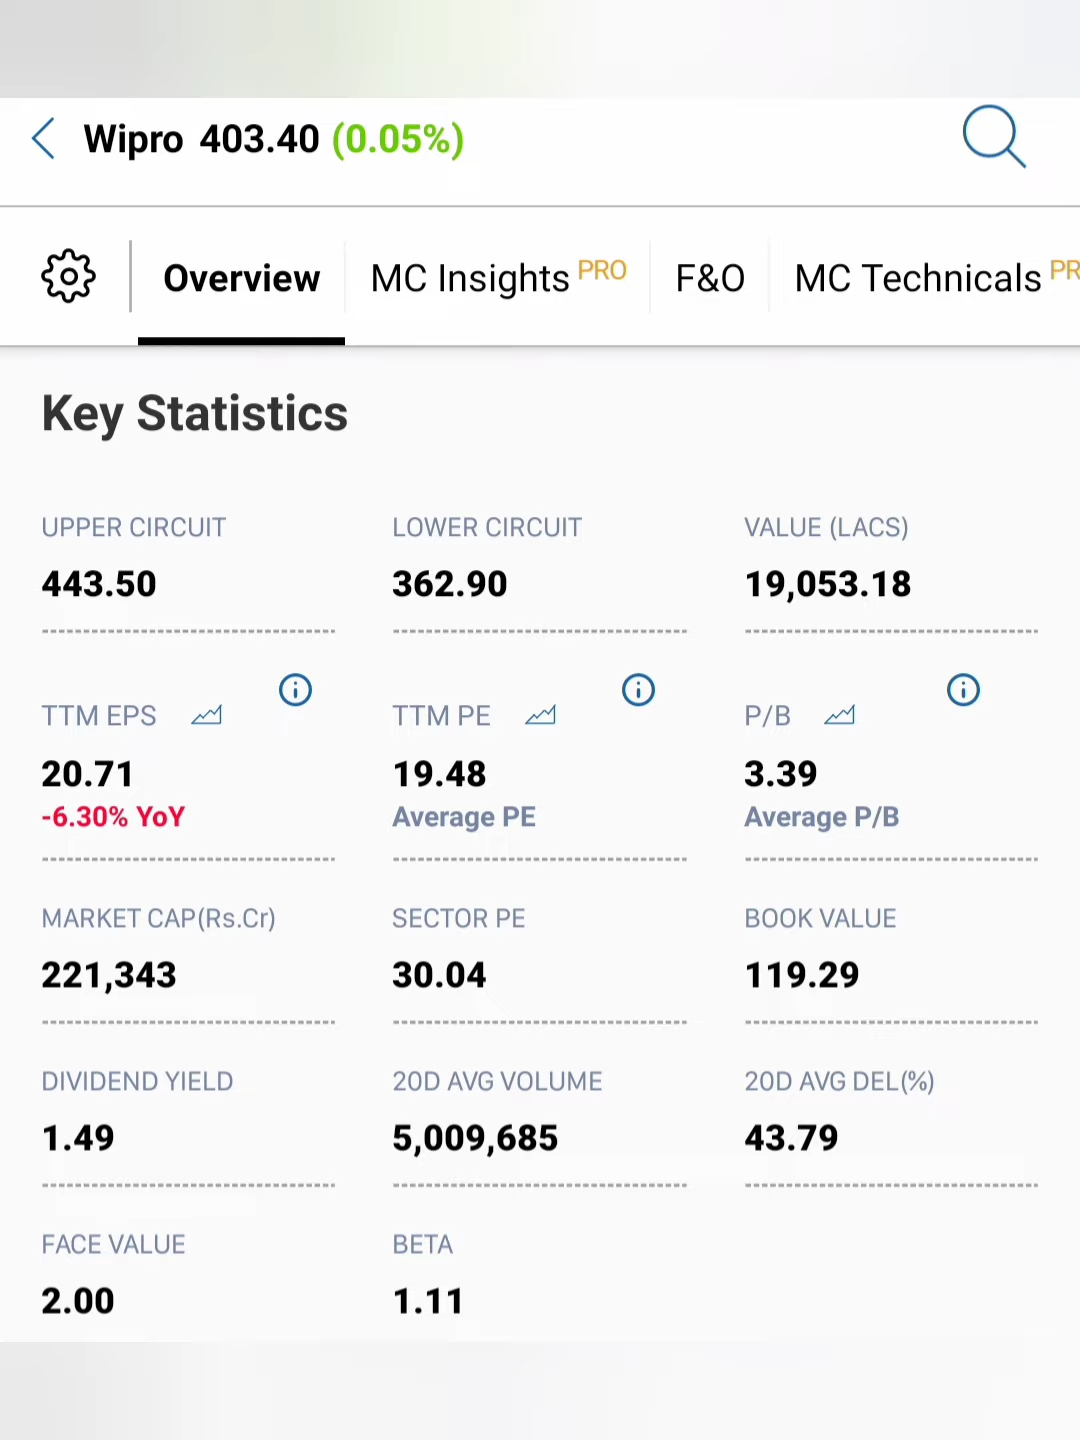 Wipro 403.40 (0.05%)
Overview MC Insights PRO F&O MC Technicals PR
Key Statistics
UPPER CIRCUIT LOWER CIRCUIT VALUE (LACS)
443.50 362.90 19,053.18
TTM EPS TTM PE P/B
20.71 19.48 3.39
-6.30% YoY Average PE Average P/B
MARKET CAP(Rs.Cr) SECTOR PE BOOK VALUE
221,343 30.04 119.29
DIVIDEND YIELD 20D AVG VOLUME 20D AVG DEL(%)
1.49 5,009,685 43.79
FACE VALUE BETA
2.00 1.11